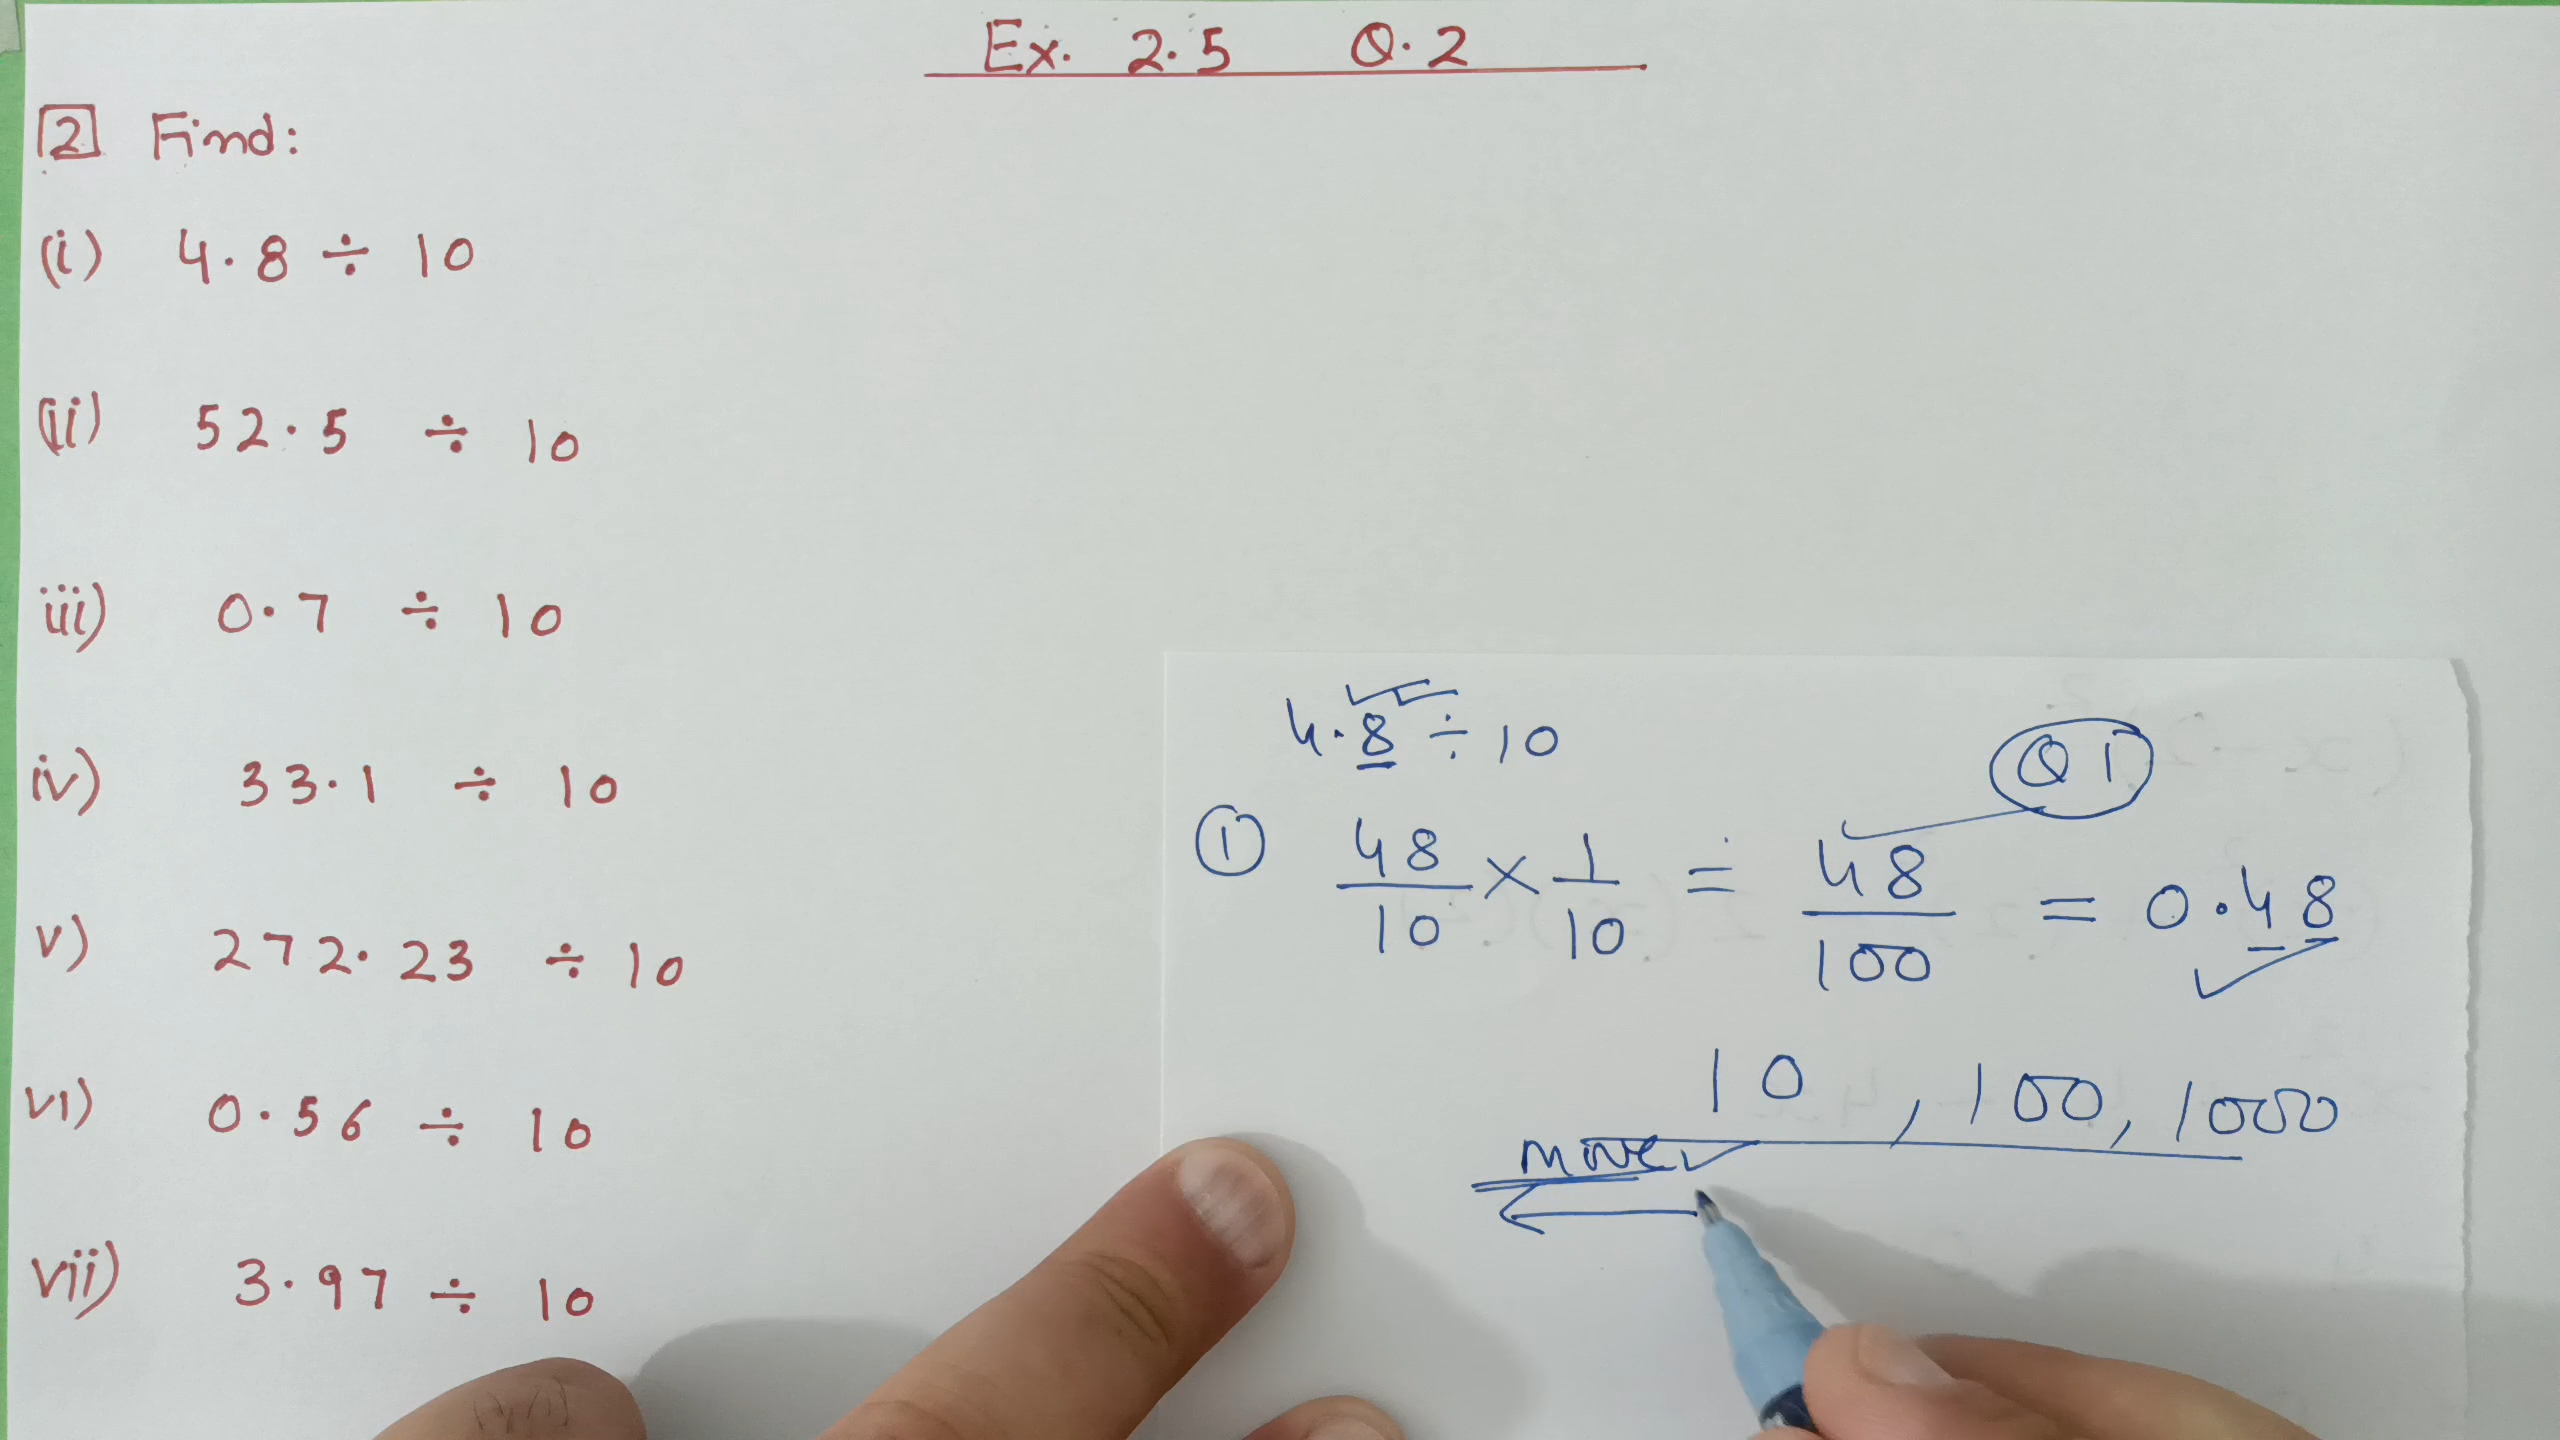 Ex. 2.5 Q.2
2 Find:
(i) 4.8 ÷ 10
(ii) 52.5 ÷ 10
iii) 0.7 ÷ 10
iv) 33.1 ÷ 10
v) 272.23 ÷ 10
vi) 0.56 ÷ 10
vii) 3.97 ÷ 10
4.8 ÷ 10
Q 1
1 48/10 × 1/10 = 48/100 = 0.48
10, 100, 1000
move